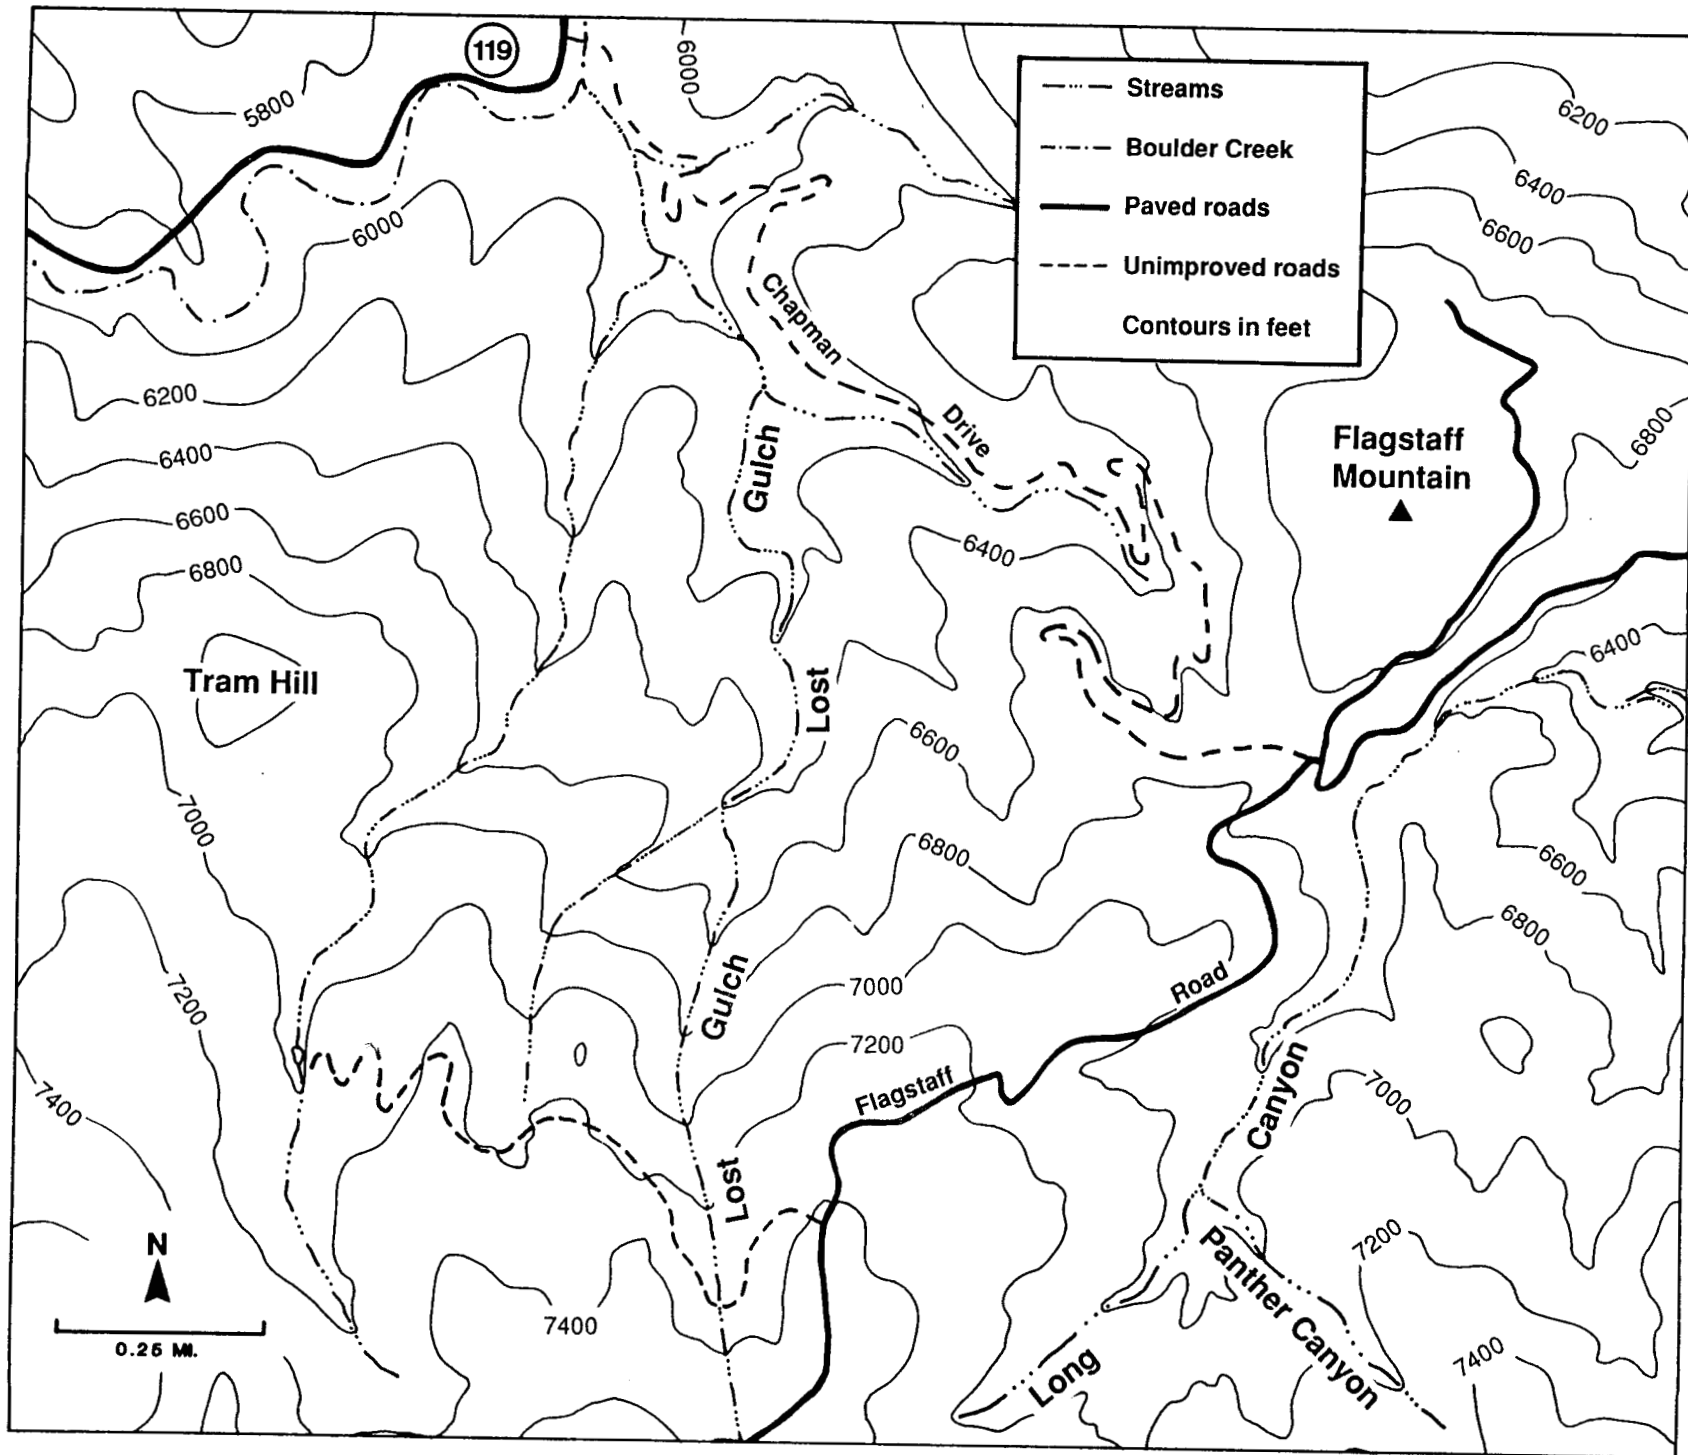 119
6000
5800
Streams
Boulder Creek
Paved roads
Unimproved roads
Contours in feet
6200
6400
6600
6000
Chapman
Drive
6200
6400
6600
6800
Gulch
6400
Flagstaff
Mountain
6800
Tram Hill
Lost
6400
6600
7000
6800
6600
6800
7200
7000
Gulch
Road
7200
Flagstaff
7400
Canyon
7000
Lost
7200
Panther Canyon
N
0.25 MI.
7400
Long
7400